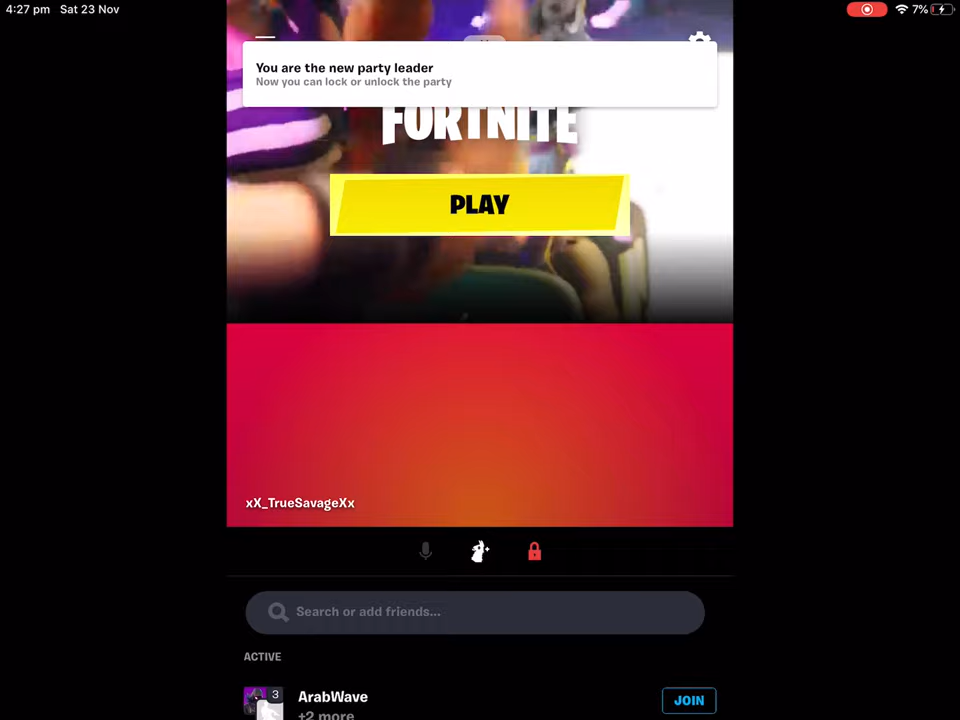 4:27 pm Sat 23 Nov
7%
You are the new party leader
Now you can lock or unlock the party
FORTNITE
PLAY
xX_TrueSavageXx
Search or add friends...
ACTIVE
3
ArabWave
+2 more
JOIN